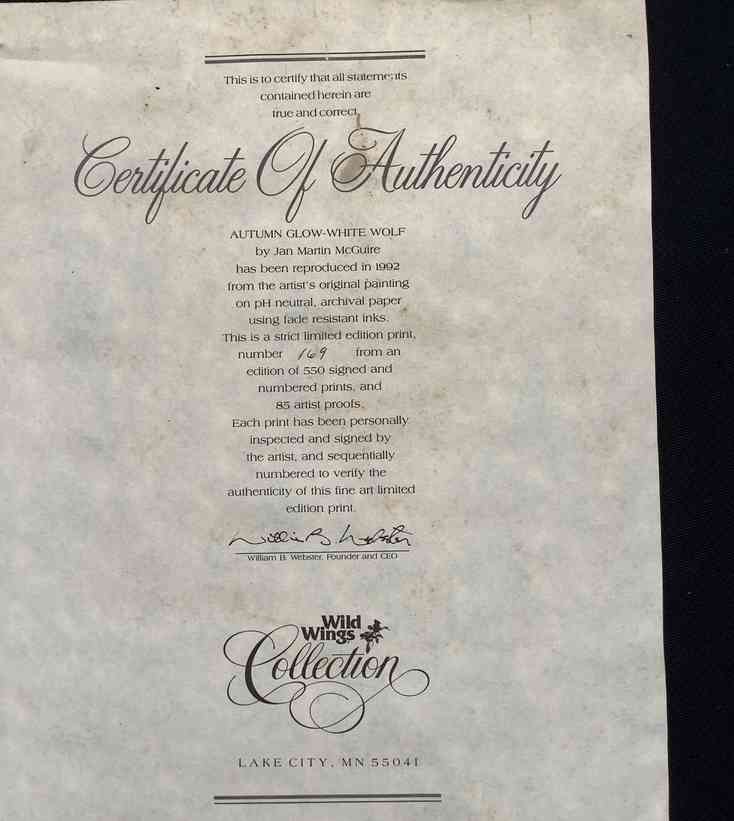 This is to certify that all statements
contained herein are
true and correct.
Certificate Of Authenticity
AUTUMN GLOW-WHITE WOLF
by Jan Martin McGuire
has been reproduced in 1992
from the artist's original painting
on pH neutral, archival paper
using fade resistant inks.
This is a strict limited edition print,
number 169 from an
edition of 550 signed and
numbered prints, and
85 artist proofs.
Each print has been personally
inspected and signed by
the artist, and sequentially
numbered to verify the
authenticity of this fine art limited
edition print.
William B. Webster
William B. Webster, Founder and CEO
Wild
Wings
Collection
LAKE CITY, MN 55041